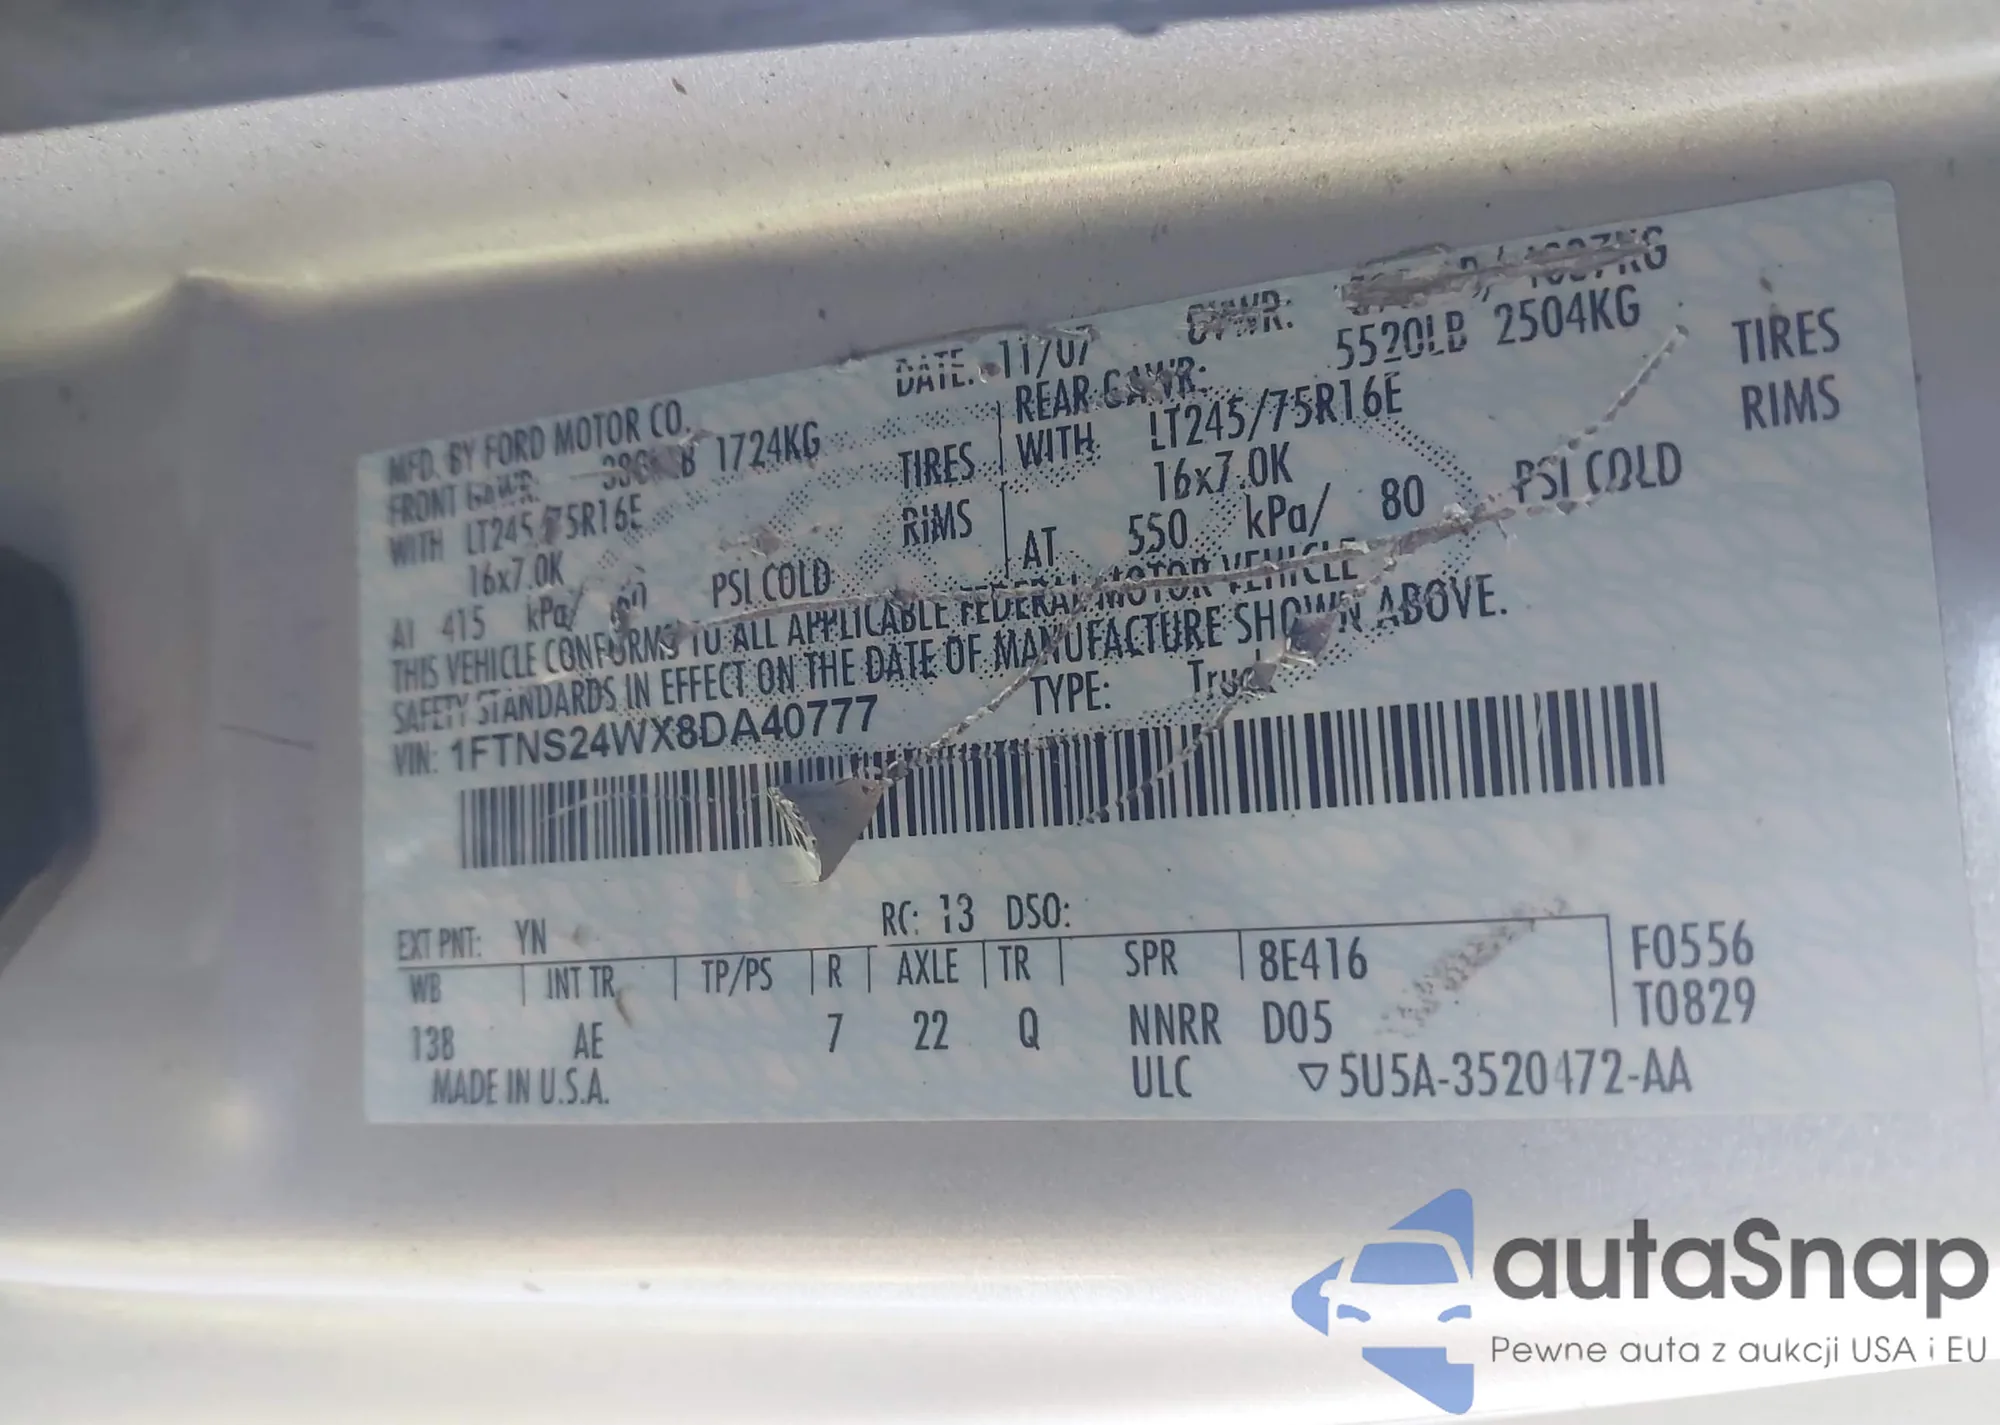 DATE: 11/07 GVWR:
MFD. BY FORD MOTOR CO.
FRONT GAWR: 1724KG REAR GAWR: 5520LB 2504KG
WITH LT245/75R16E TIRES WITH LT245/75R16E TIRES
16x7.0K RIMS 16x7.0K RIMS
AT 415 kPa/ 60 PSI COLD AT 550 kPa/ 80 PSI COLD
THIS VEHICLE CONFORMS TO ALL APPLICABLE FEDERAL MOTOR VEHICLE
SAFETY STANDARDS IN EFFECT ON THE DATE OF MANUFACTURE SHOWN ABOVE.
VIN: 1FTNS24WX8DA40777 TYPE: Truck
EXT PNT: YN RC: 13 DSO:
WB INT TR TP/PS R AXLE TR SPR 8E416 F0556
138 AE 7 22 Q NNRR D05 T0829
MADE IN U.S.A. ULC ▽5U5A-3520472-AA
autaSnap
Pewne auta z aukcji USA i EU